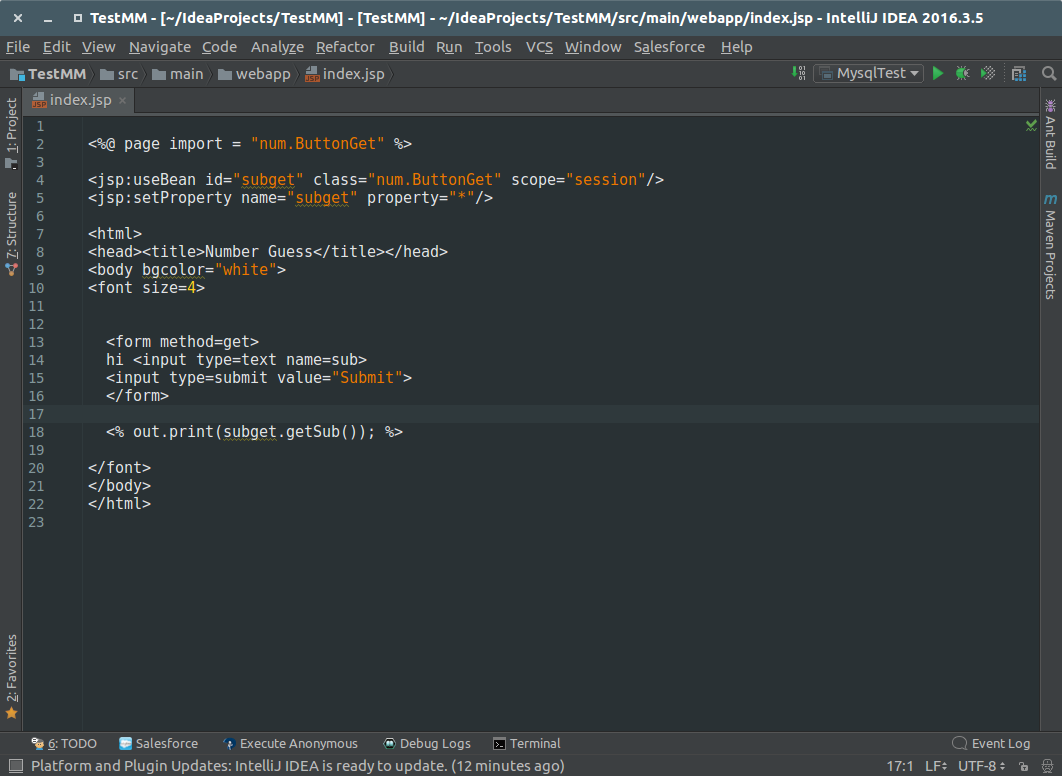 TestMM - [~/IdeaProjects/TestMM] - [TestMM] - ~/IdeaProjects/TestMM/src/main/webapp/index.jsp - IntelliJ IDEA 2016.3.5
File Edit View Navigate Code Analyze Refactor Build Run Tools VCS Window Salesforce Help
TestMM src main webapp index.jsp MysqlTest
index.jsp
1: Project
7: Structure
2: Favorites
Ant Build
m Maven Projects
1
2 <%@ page import = "num.ButtonGet" %>
3
4 <jsp:useBean id="subget" class="num.ButtonGet" scope="session"/>
5 <jsp:setProperty name="subget" property="*"/>
6
7 <html>
8 <head><title>Number Guess</title></head>
9 <body bgcolor="white">
10 <font size=4>
11
12
13 <form method=get>
14 hi <input type=text name=sub>
15 <input type=submit value="Submit">
16 </form>
17
18 <% out.print(subget.getSub()); %>
19
20 </font>
21 </body>
22 </html>
23
6: TODO Salesforce Execute Anonymous Debug Logs Terminal Event Log
Platform and Plugin Updates: IntelliJ IDEA is ready to update. (12 minutes ago) 17:1 LF UTF-8